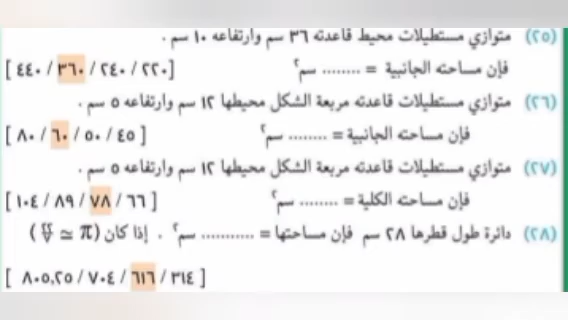 (٢٥) متوازي مستطيلات محيط قاعدته ٣٦ سم وارتفاعه ١٠ سم .
فإن مساحته الجانبية = ........ سم٢ [ ٢٢٠ / ٢٤٠ / ٣٦٠ / ٤٤٠ ]
(٢٦) متوازي مستطيلات قاعدته مربعة الشكل محيطها ١٢ سم وارتفاعه ٥ سم .
فإن مساحته الجانبية = ........ سم٢ [ ٤٥ / ٥٠ / ٦٠ / ٨٠ ]
(٢٧) متوازي مستطيلات قاعدته مربعة الشكل محيطها ١٢ سم وارتفاعه ٥ سم .
فإن مساحته الكلية = ........ سم٢ [ ٦٦ / ٧٨ / ٨٩ / ١٠٤ ]
(٢٨) دائرة طول قطرها ٢٨ سم فإن مساحتها = ........... سم٢ . إذا كان (π ≃ ٢٢/٧)
[ ٣١٤ / ٦١٦ / ٧٠٤ / ٨٠٥,٢٥ ]